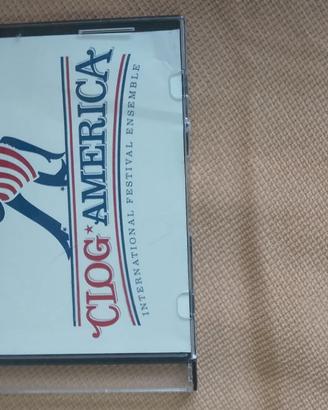 CLOG★AMERICA
INTERNATIONAL FESTIVAL ENSEMBLE